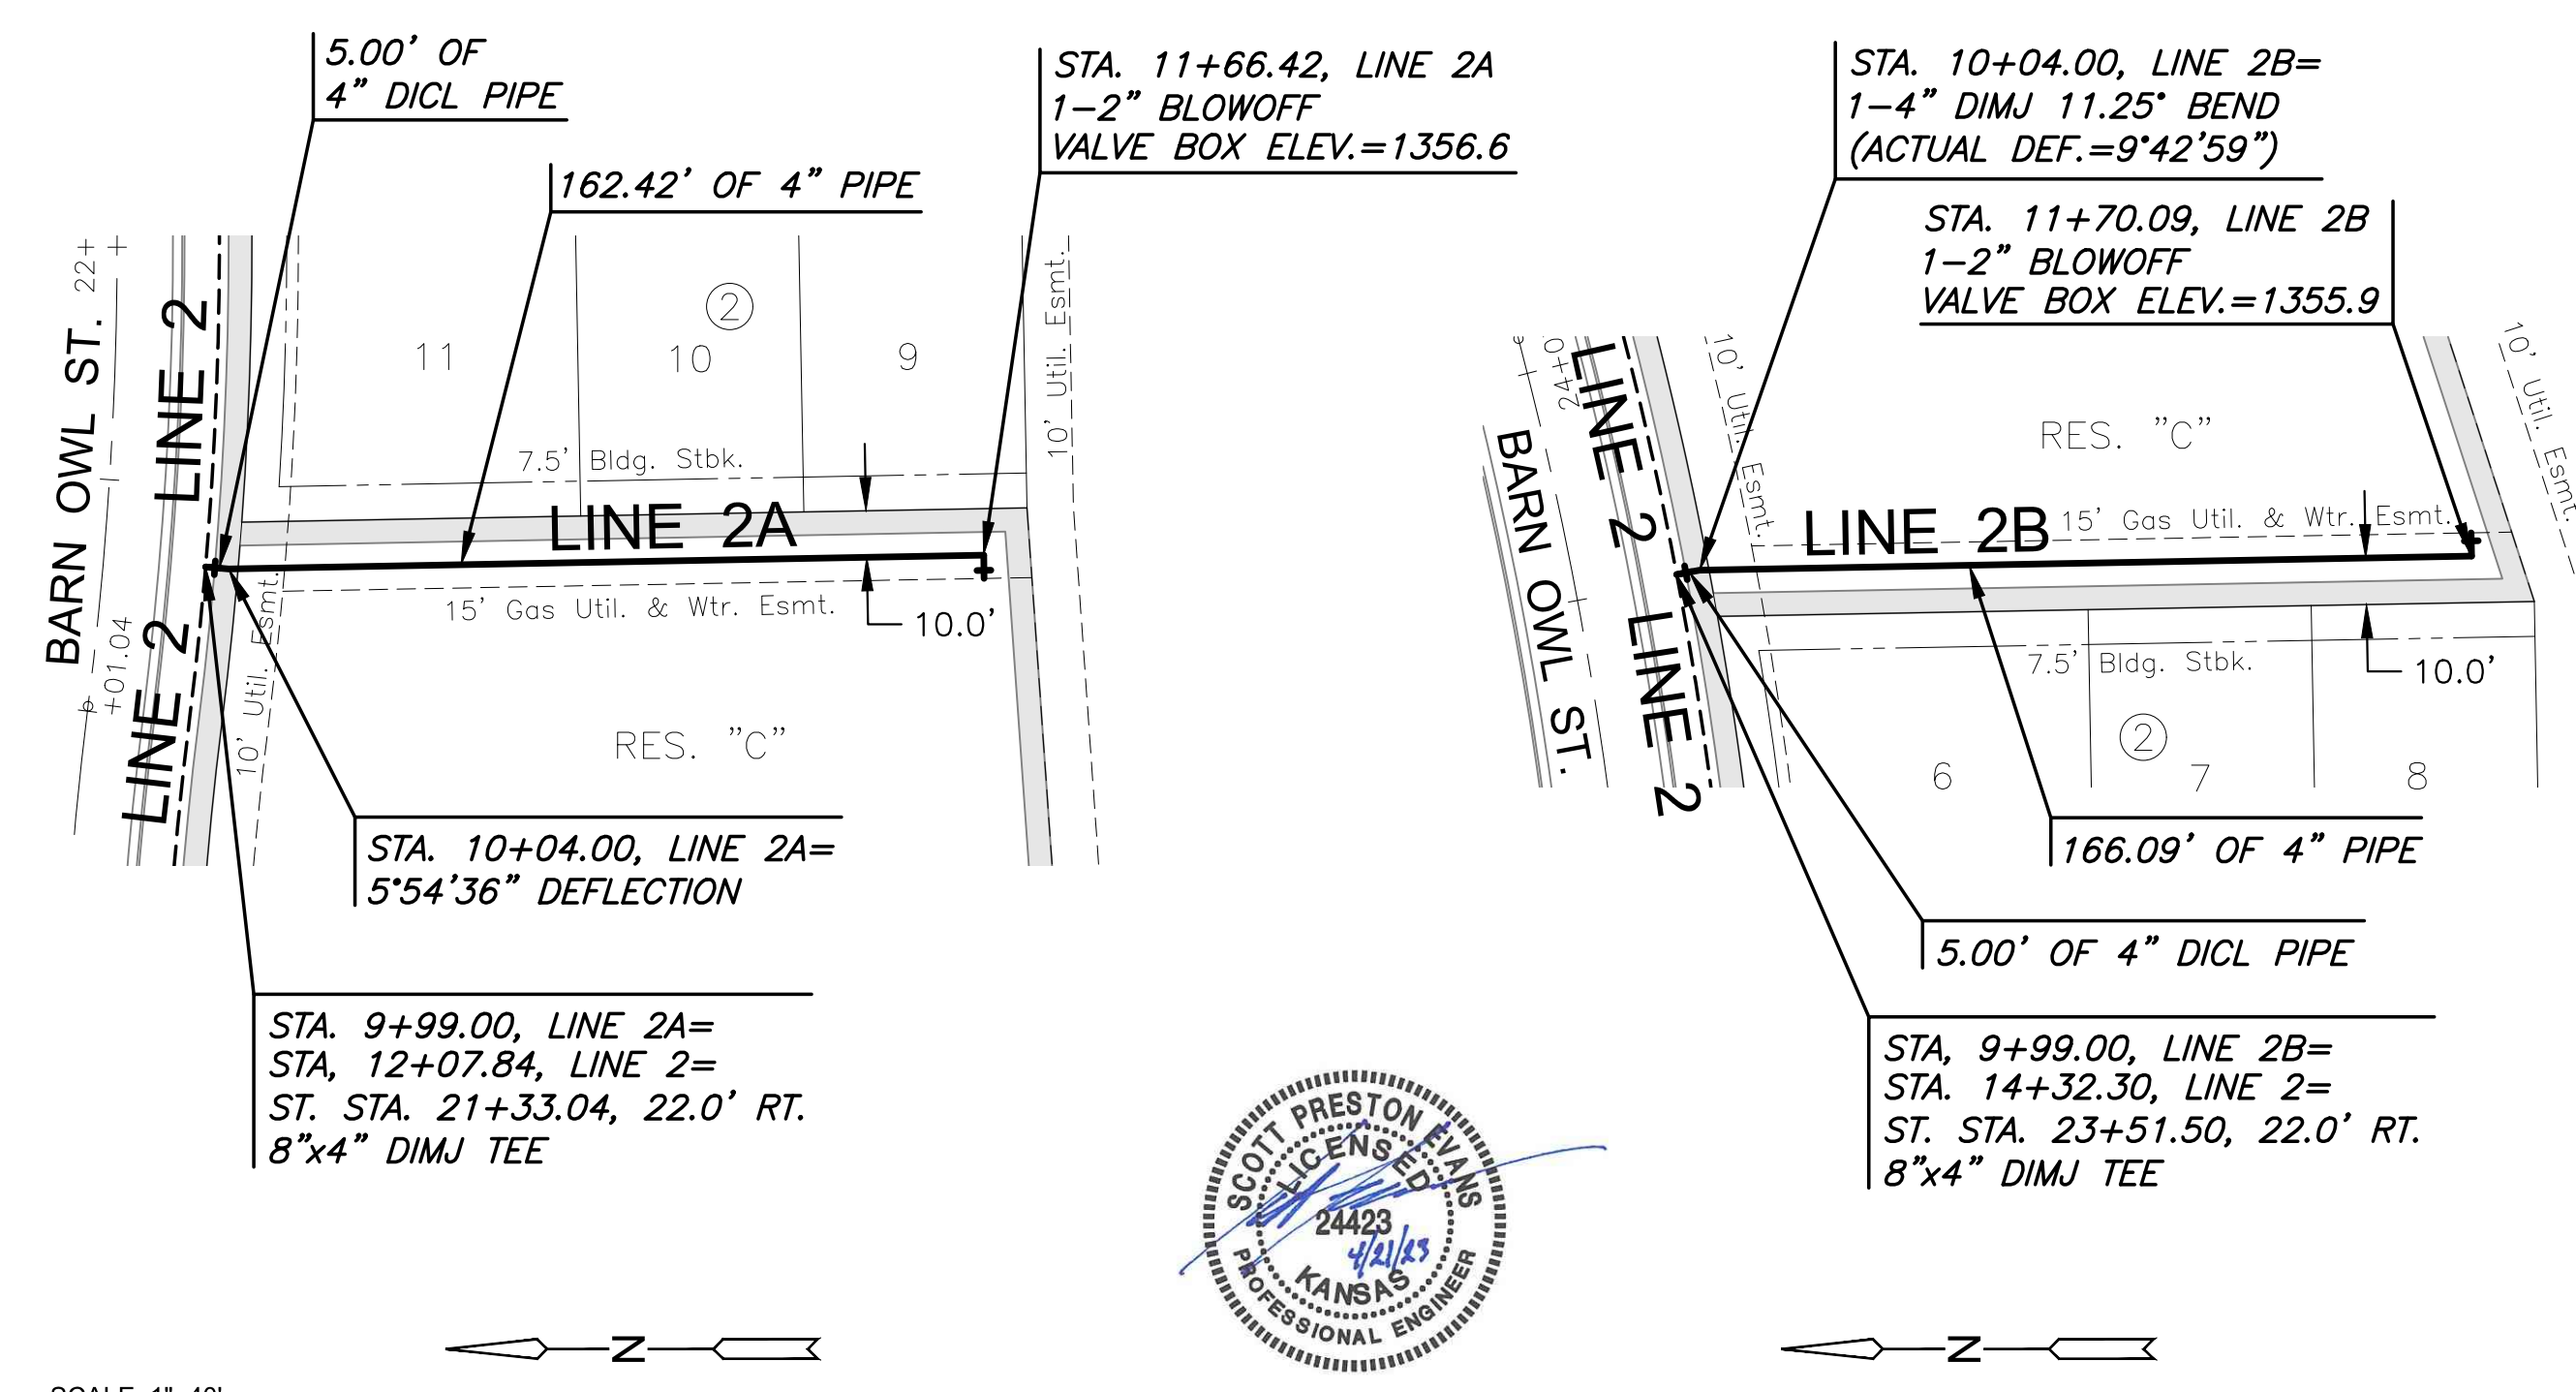 5.00' OF
4" DICL PIPE
162.42' OF 4" PIPE
STA. 11+66.42, LINE 2A
1-2" BLOWOFF
VALVE BOX ELEV.=1356.6
BARN OWL ST.
22+
+01.04
LINE 2
LINE 2
11
10
9
2
10' Util. Esmt.
7.5' Bldg. Stbk.
LINE 2A
15' Gas Util. & Wtr. Esmt.
10.0'
10' Util. Esmt.
RES. "C"
STA. 10+04.00, LINE 2A=
5°54'36" DEFLECTION
STA. 9+99.00, LINE 2A=
STA, 12+07.84, LINE 2=
ST. STA. 21+33.04, 22.0' RT.
8"x4" DIMJ TEE
STA. 10+04.00, LINE 2B=
1-4" DIMJ 11.25° BEND
(ACTUAL DEF.=9°42'59")
STA. 11+70.09, LINE 2B
1-2" BLOWOFF
VALVE BOX ELEV.=1355.9
BARN OWL ST.
LINE 2
LINE 2
10' Util. Esmt.
10' Util. Esmt.
RES. "C"
LINE 2B
15' Gas Util. & Wtr. Esmt.
7.5' Bldg. Stbk.
10.0'
2
6
7
8
166.09' OF 4" PIPE
5.00' OF 4" DICL PIPE
STA, 9+99.00, LINE 2B=
STA. 14+32.30, LINE 2=
ST. STA. 23+51.50, 22.0' RT.
8"x4" DIMJ TEE
SCOTT PRESTON EVANS
LICENSED
24423
4/21/23
KANSAS
PROFESSIONAL ENGINEER
N
N